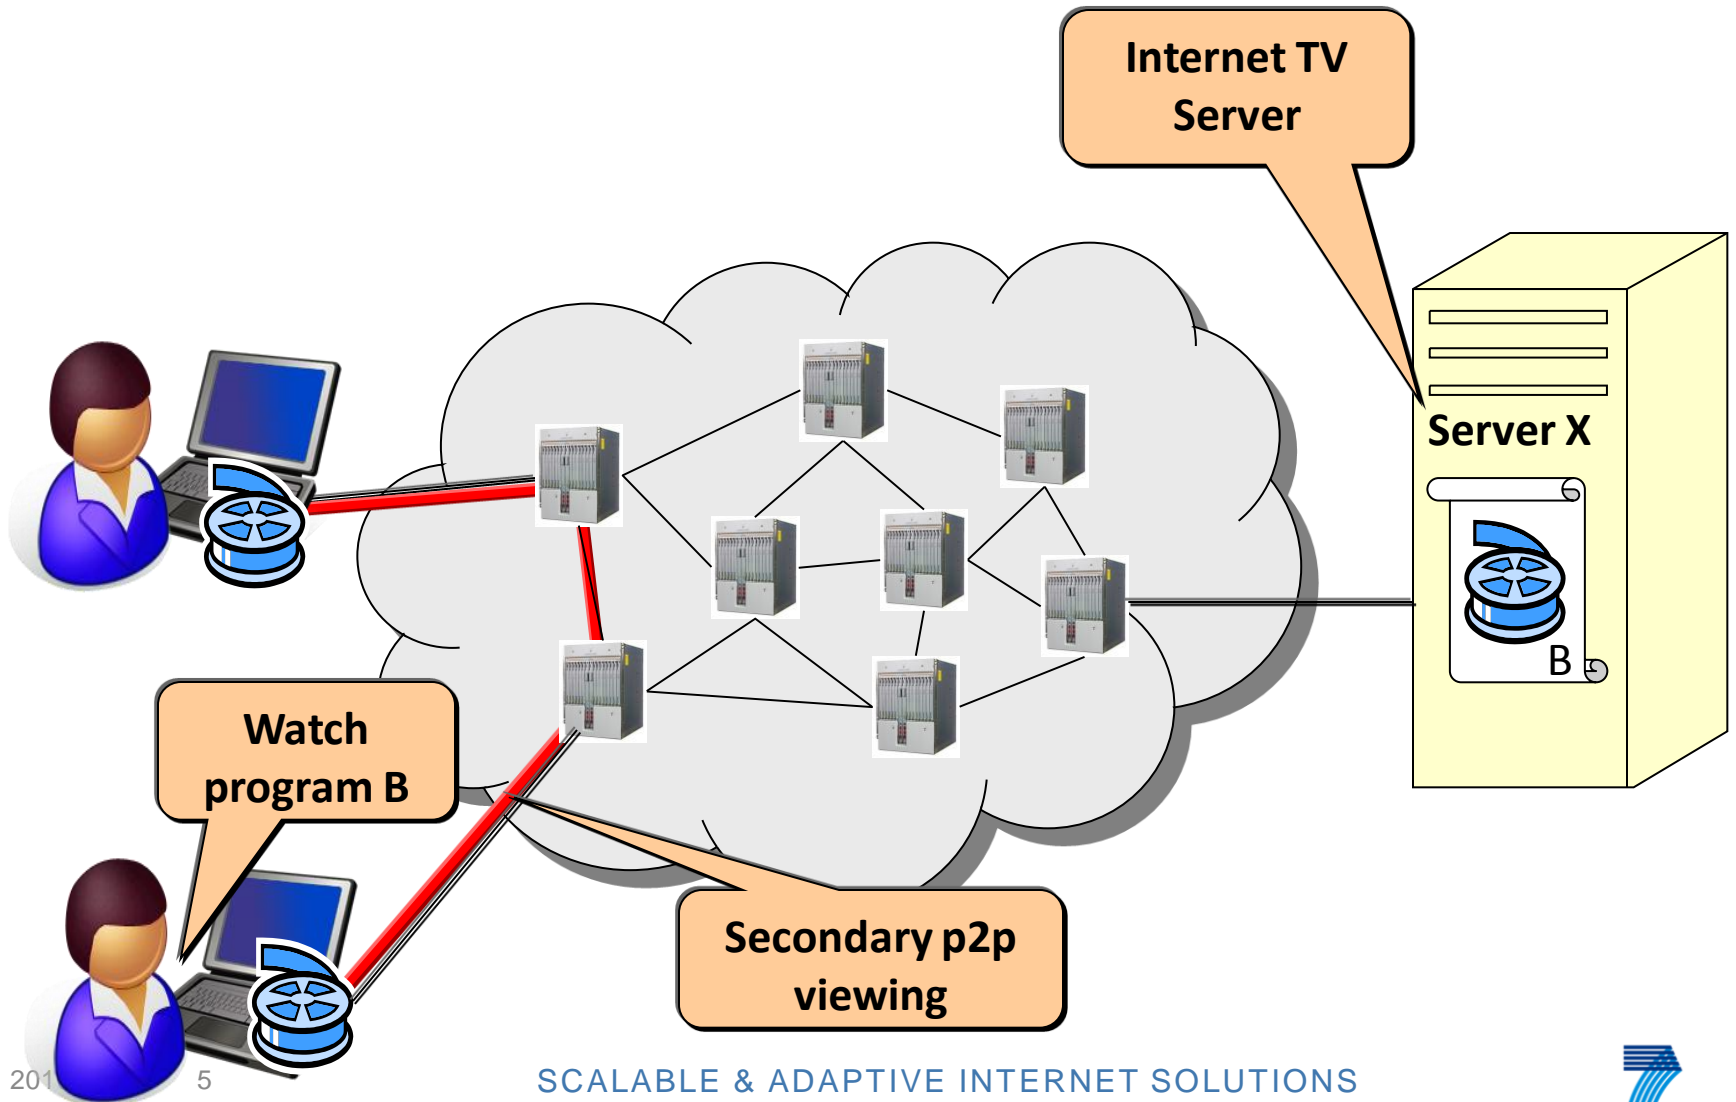 Internet TV
Server
Server X
B
Watch
program B
Secondary p2p
viewing
5
SCALABLE & ADAPTIVE INTERNET SOLUTIONS